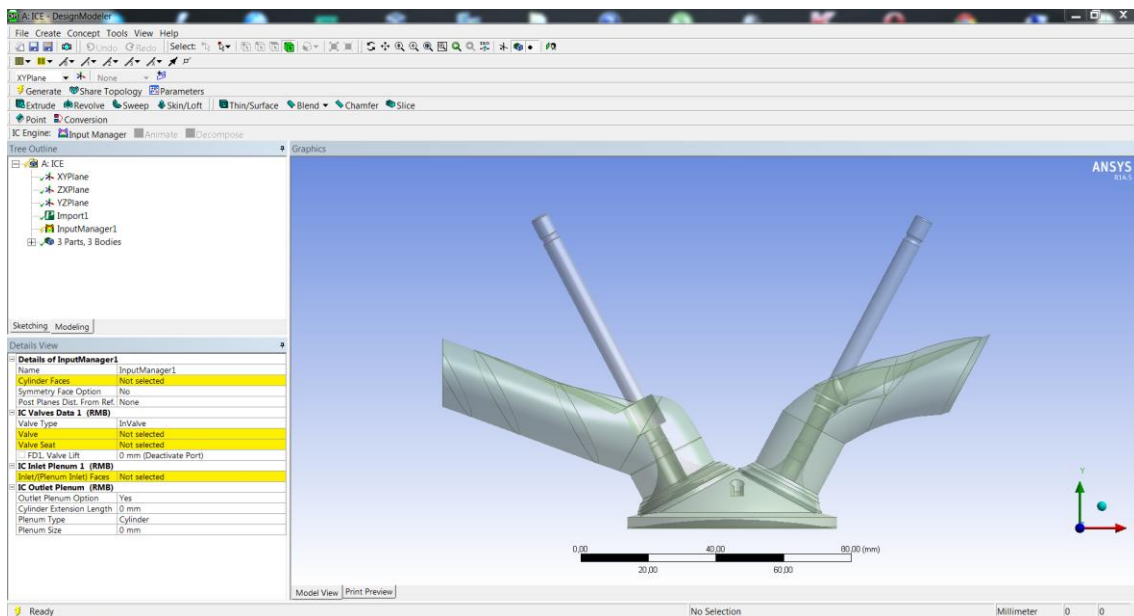 A: ICE - DesignModeler
File Create Concept Tools View Help
Undo Redo Select:
XYPlane None
Generate Share Topology Parameters
Extrude Revolve Sweep Skin/Loft Thin/Surface Blend Chamfer Slice
Point Conversion
IC Engine: Input Manager Animate Decompose
Tree Outline
A: ICE
XYPlane
ZXPlane
YZPlane
Import1
InputManager1
3 Parts, 3 Bodies
Sketching Modeling
Details View
Details of InputManager1
Name InputManager1
Cylinder Faces Not selected
Symmetry Face Option No
Post Planes Dist. From Ref. None
IC Valves Data 1 (RMB)
Valve Type InValve
Valve Not selected
Valve Seat Not selected
FD1, Valve Lift 0 mm (Deactivate Port)
IC Inlet Plenum 1 (RMB)
Inlet/(Plenum Inlet) Faces Not selected
IC Outlet Plenum (RMB)
Outlet Plenum Option Yes
Cylinder Extension Length 0 mm
Plenum Type Cylinder
Plenum Size 0 mm
Graphics
ANSYS
R14.5
Y
0,00 40,00 80,00 (mm)
20,00 60,00
Model View Print Preview
Ready No Selection Millimeter 0 0